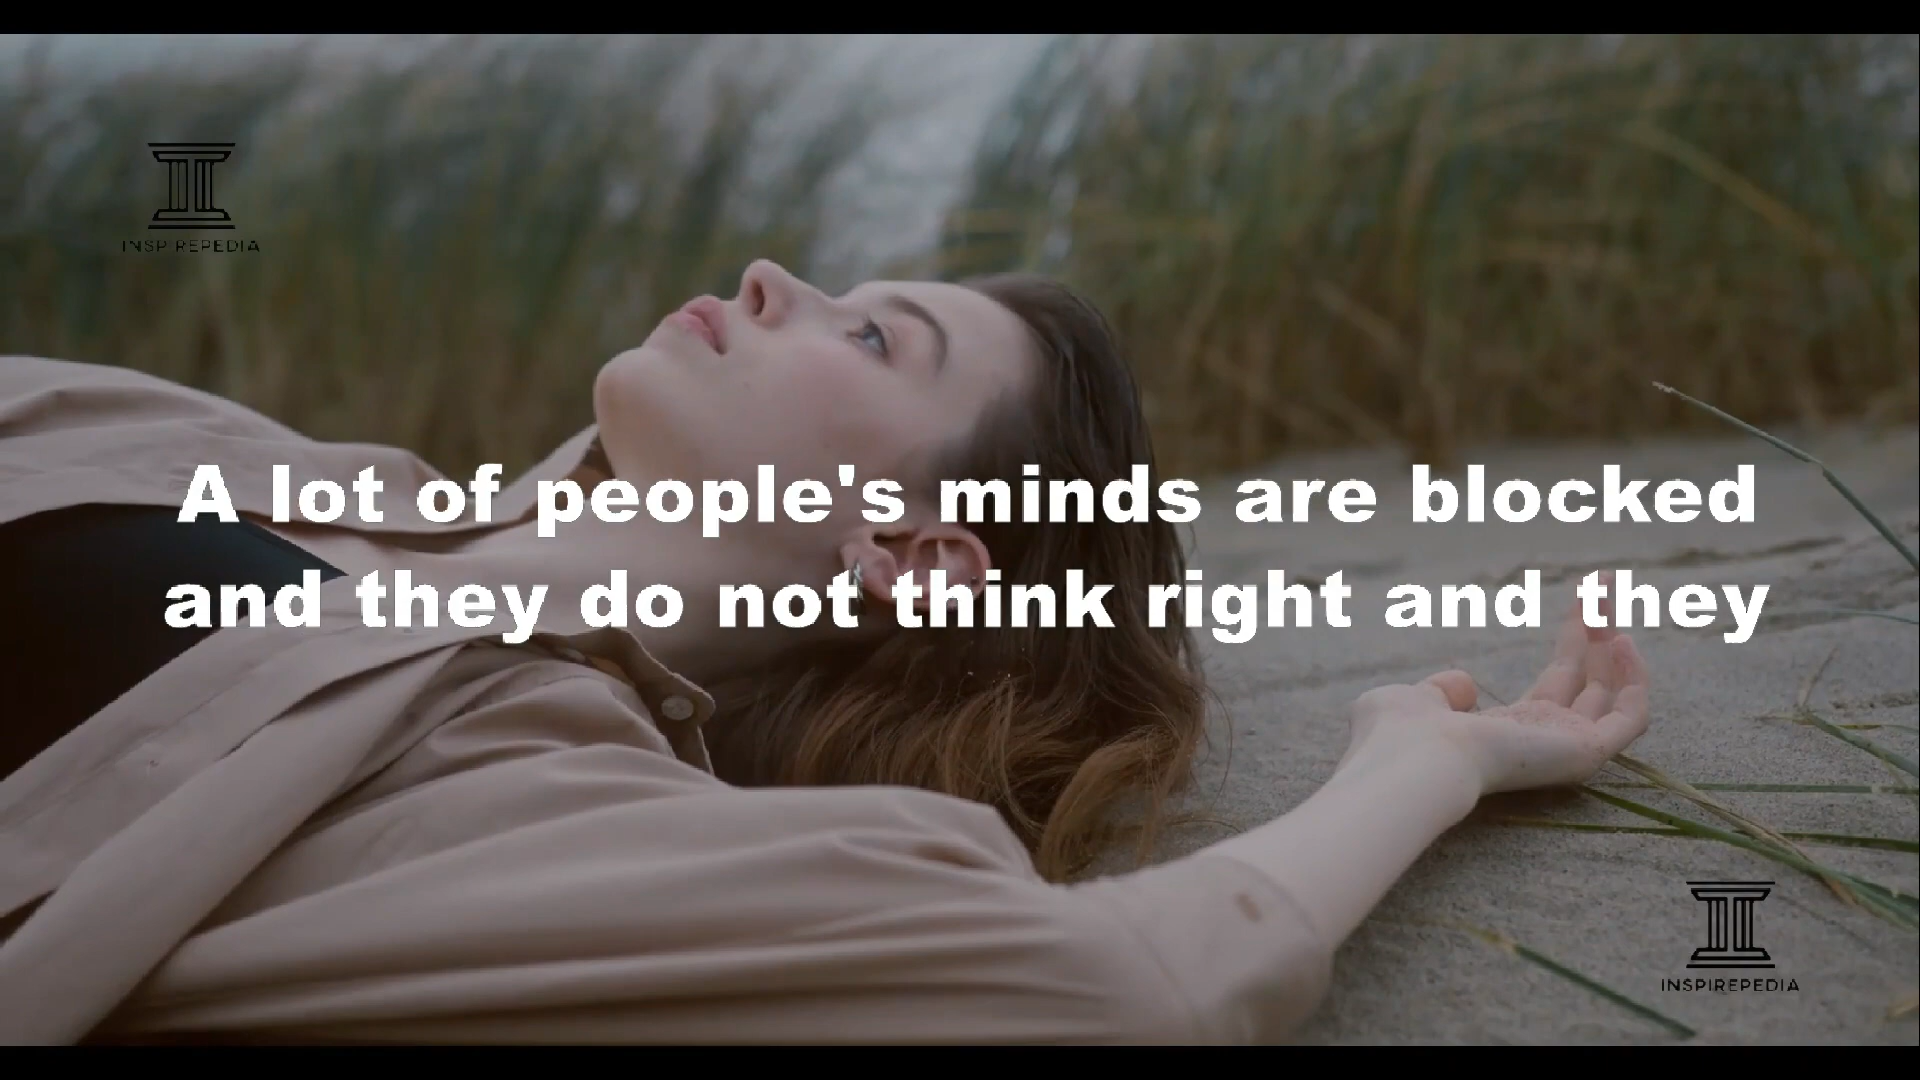 INSPIREPEDIA
A lot of people's minds are blocked
and they do not think right and they
INSPIREPEDIA